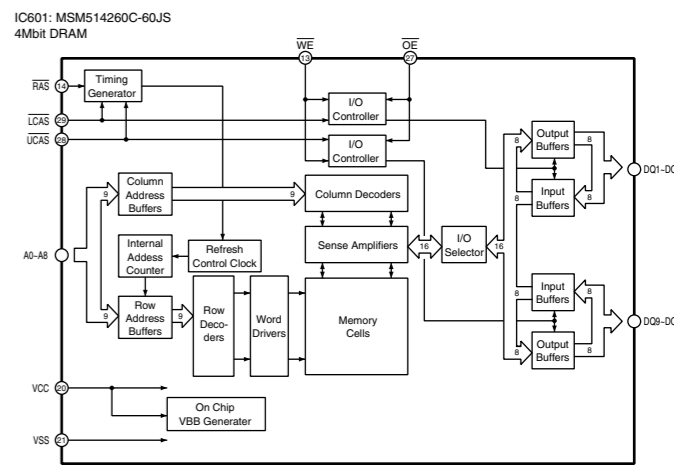 IC601: MSM514260C-60JS
4Mbit DRAM
WE
OE
13
27
RAS
14
Timing
Generator
LCAS
29
UCAS
28
I/O
Controller
I/O
Controller
Output
Buffers
8
8
Input
Buffers
8
8
DQ1-DQ
Column
Address
Buffers
9
9
Column Decoders
Sense Amplifiers
16
I/O
Selector
16
A0-A8
Internal
Addess
Counter
Refresh
Control Clock
Row
Address
Buffers
9
9
Row
Deco-
ders
Word
Drivers
Memory
Cells
Input
Buffers
8
8
Output
Buffers
8
8
DQ9-DQ
VCC
20
On Chip
VBB Generater
VSS
21